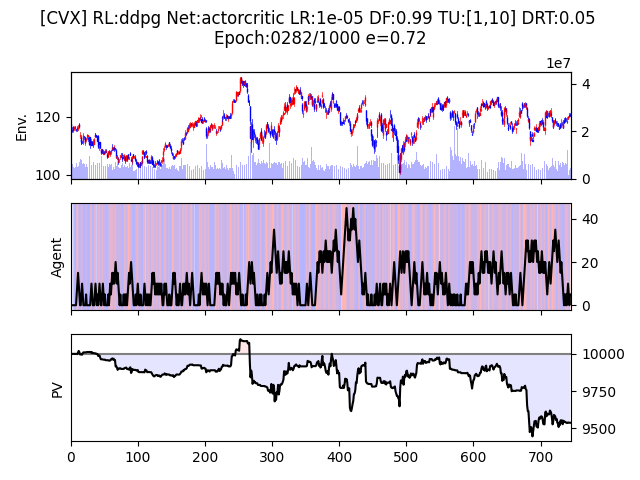 [CVX] RL:ddpg Net:actorcritic LR:1e-05 DF:0.99 TU:[1,10] DRT:0.05
Epoch:0282/1000 e=0.72
1e7
Env.
120
100
4
2
0
Agent
40
20
0
PV
10000
9750
9500
0 100 200 300 400 500 600 700